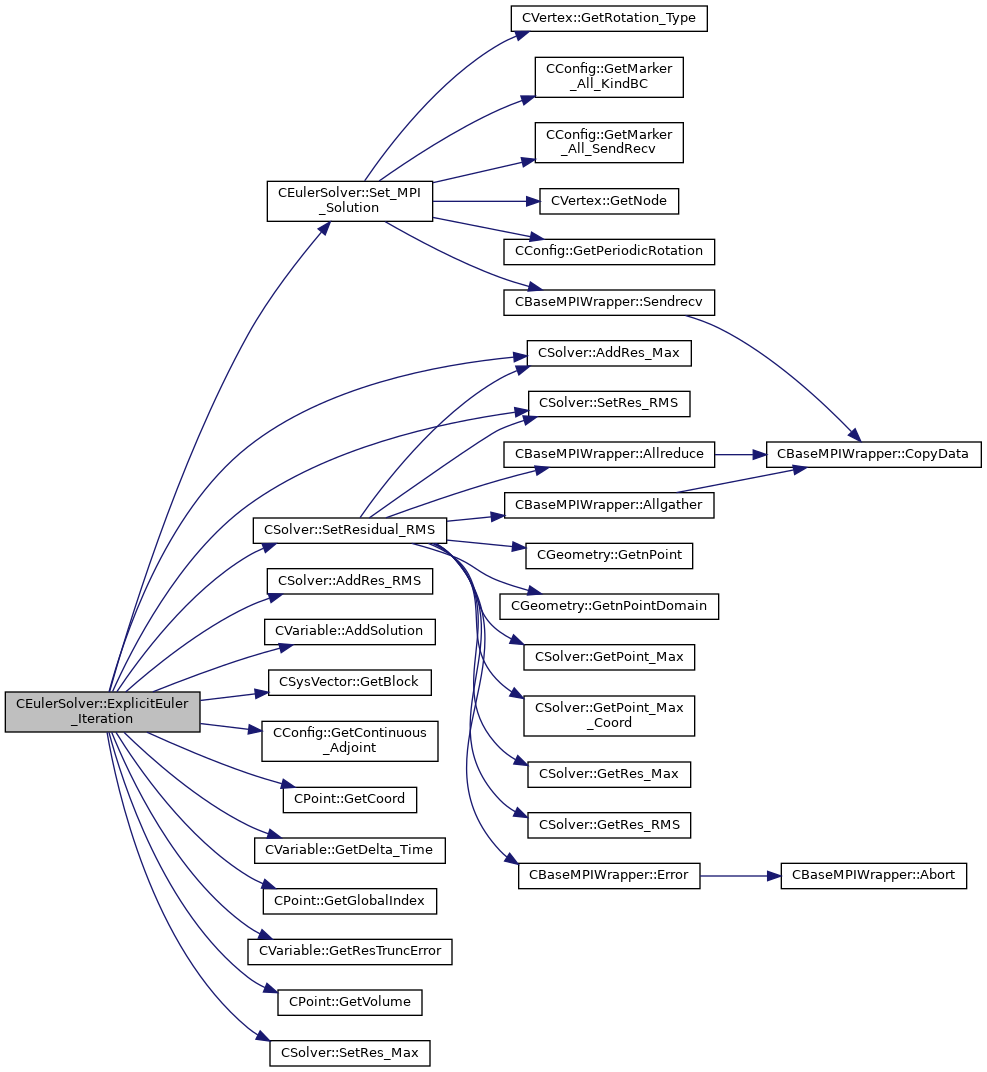 CVertex::GetRotation_Type
CConfig::GetMarker
_All_KindBC
CConfig::GetMarker
_All_SendRecv
CEulerSolver::Set_MPI
_Solution
CVertex::GetNode
CConfig::GetPeriodicRotation
CBaseMPIWrapper::Sendrecv
CSolver::AddRes_Max
CSolver::SetRes_RMS
CBaseMPIWrapper::Allreduce
CBaseMPIWrapper::CopyData
CBaseMPIWrapper::Allgather
CSolver::SetResidual_RMS
CGeometry::GetnPoint
CSolver::AddRes_RMS
CGeometry::GetnPointDomain
CVariable::AddSolution
CSolver::GetPoint_Max
CSysVector::GetBlock
CEulerSolver::ExplicitEuler
_Iteration
CSolver::GetPoint_Max
_Coord
CConfig::GetContinuous
_Adjoint
CSolver::GetRes_Max
CPoint::GetCoord
CSolver::GetRes_RMS
CVariable::GetDelta_Time
CBaseMPIWrapper::Error
CBaseMPIWrapper::Abort
CPoint::GetGlobalIndex
CVariable::GetResTruncError
CPoint::GetVolume
CSolver::SetRes_Max